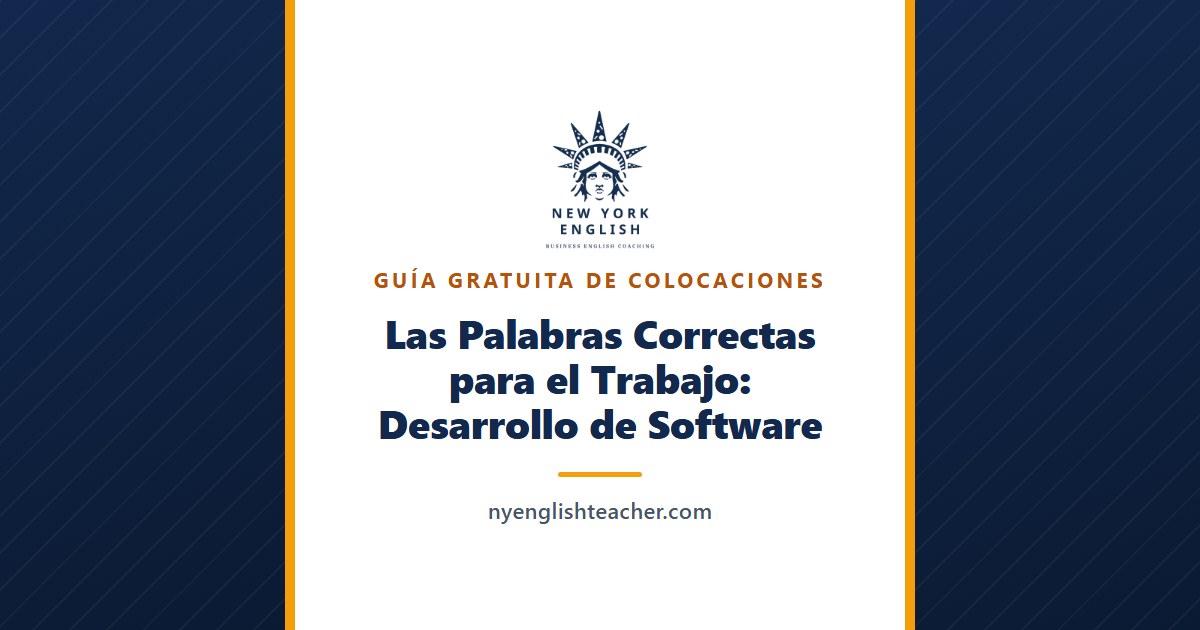 NEW YORK
ENGLISH
BUSINESS ENGLISH COACHING
GUÍA GRATUITA DE COLOCACIONES
Las Palabras Correctas
para el Trabajo:
Desarrollo de Software
nyenglishteacher.com